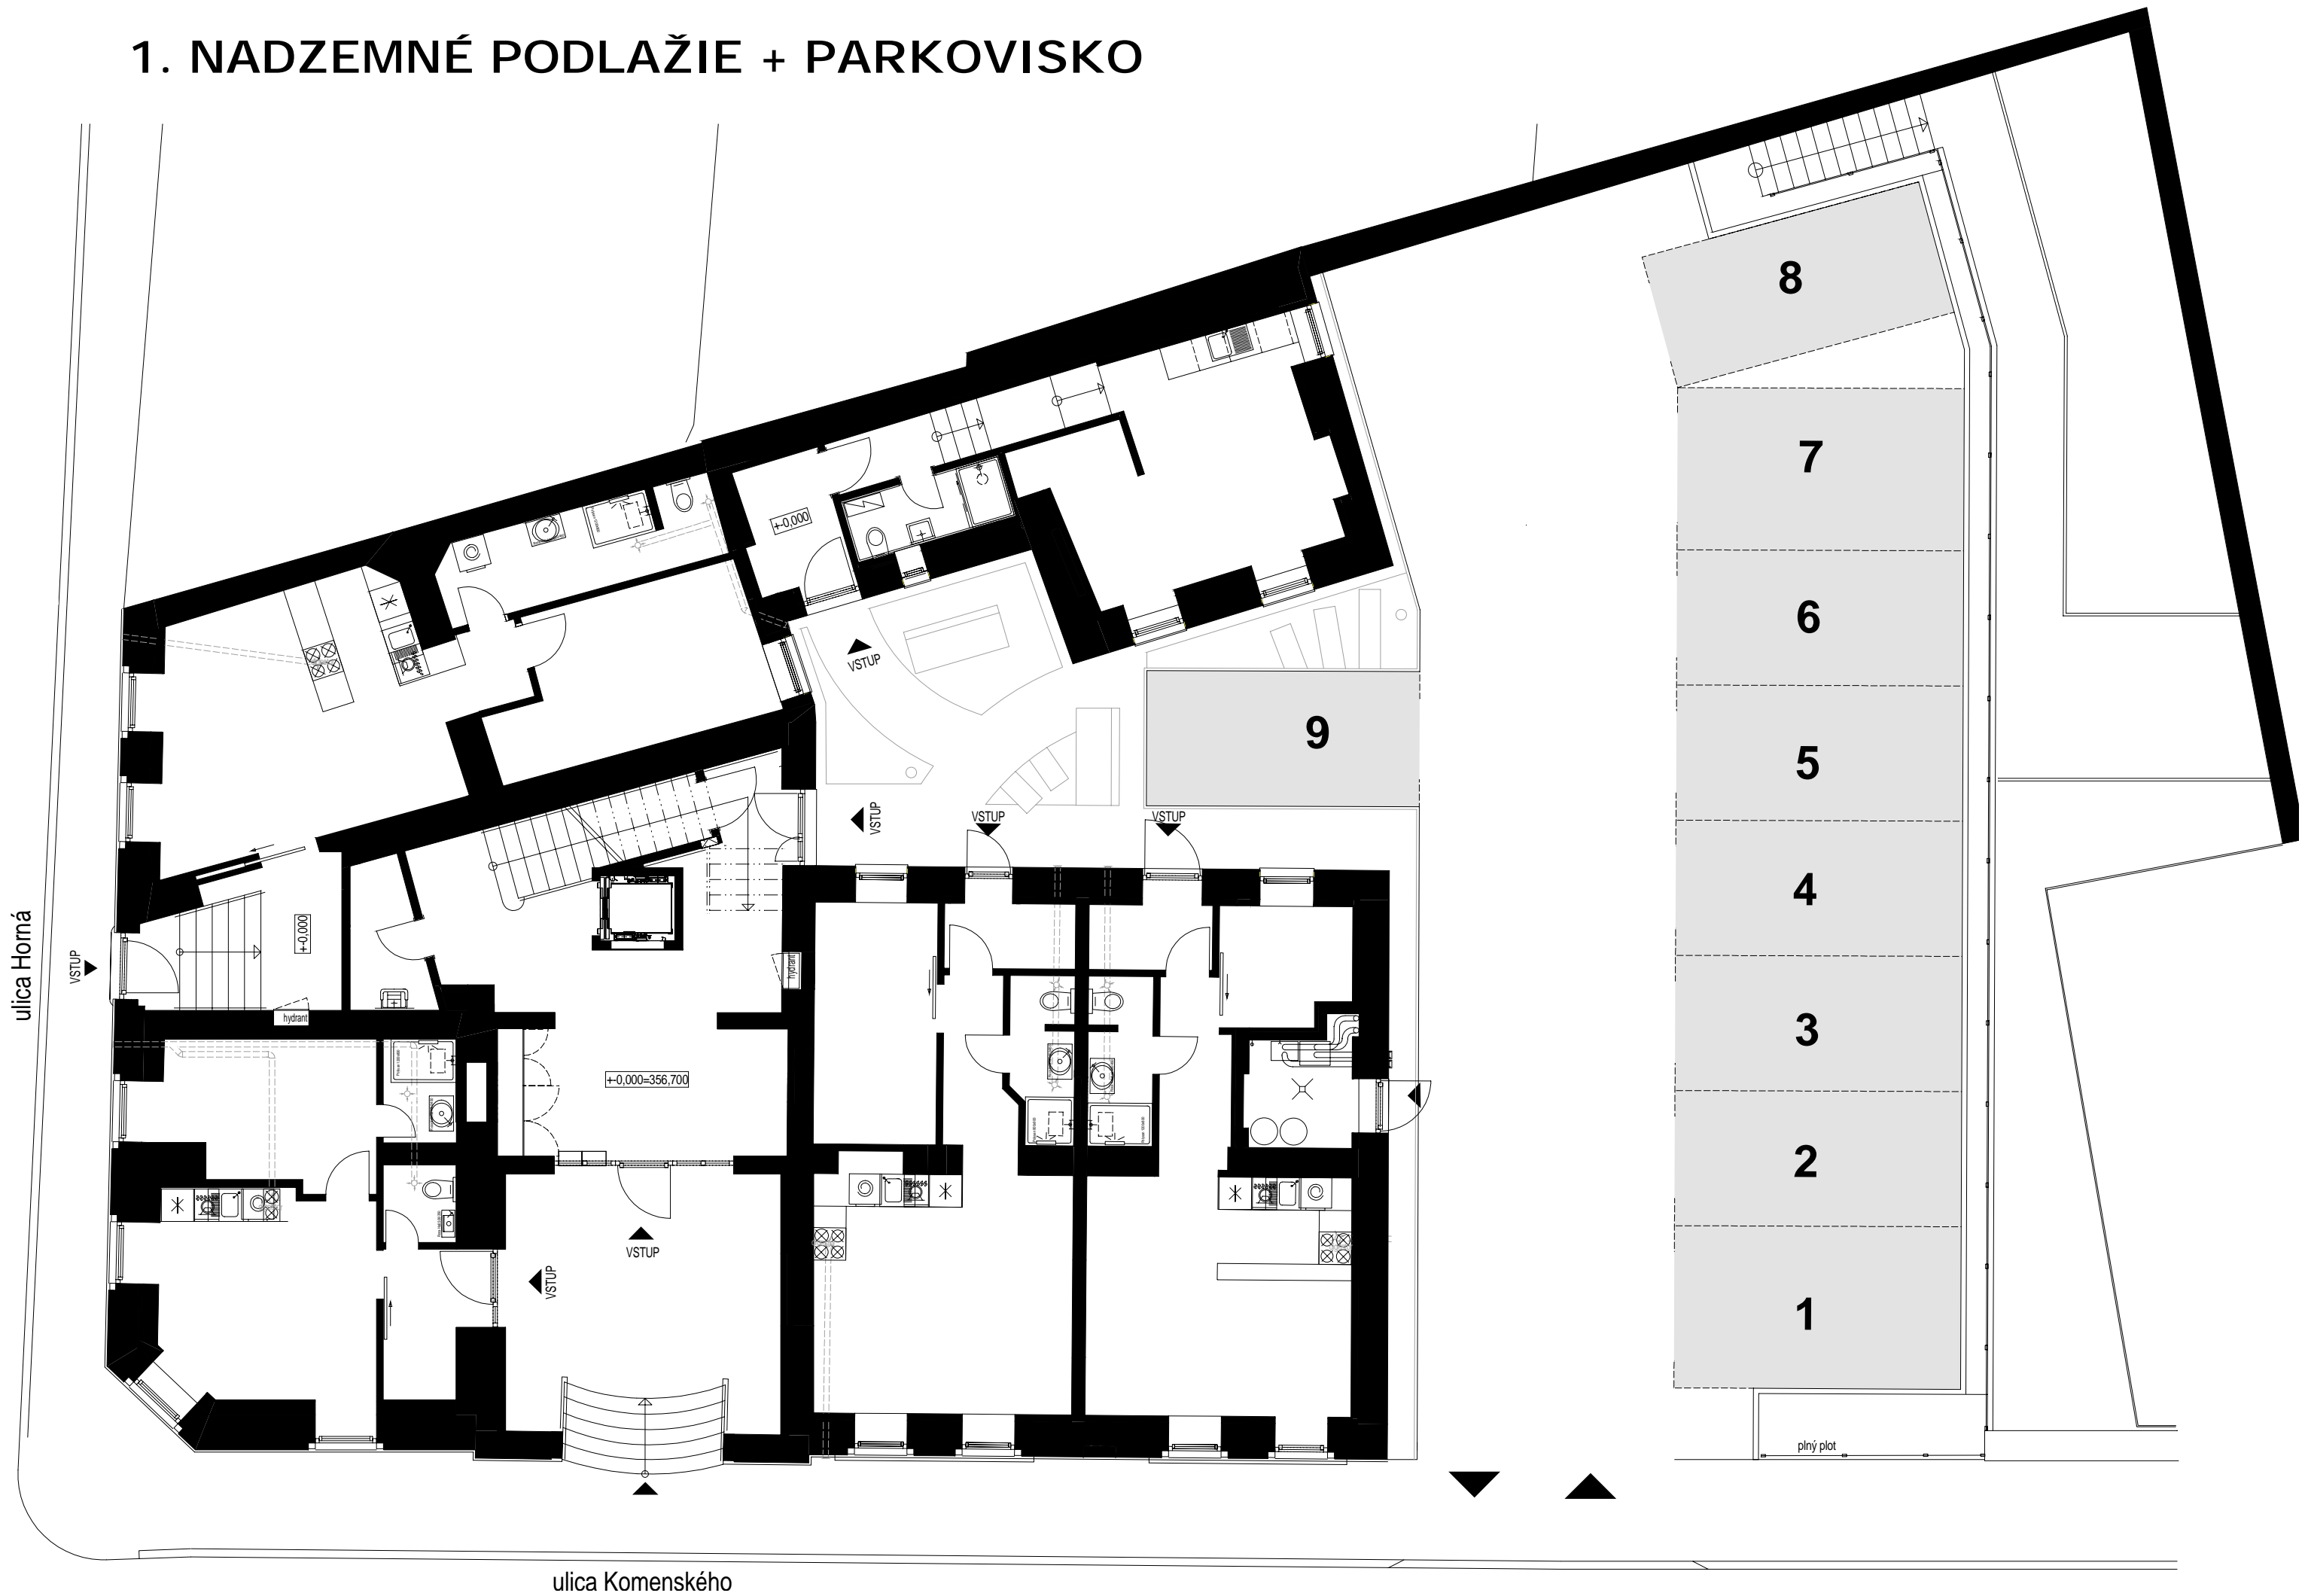 1. NADZEMNÉ PODLAŽIE + PARKOVISKO
8
7
6
5
4
3
2
1
9
+-0,000
VSTUP
VSTUP
VSTUP
VSTUP
ulica Horná
VSTUP
+-0,000
hydrant
hydrant
+-0,000=356,700
VSTUP
VSTUP
plný plot
ulica Komenského